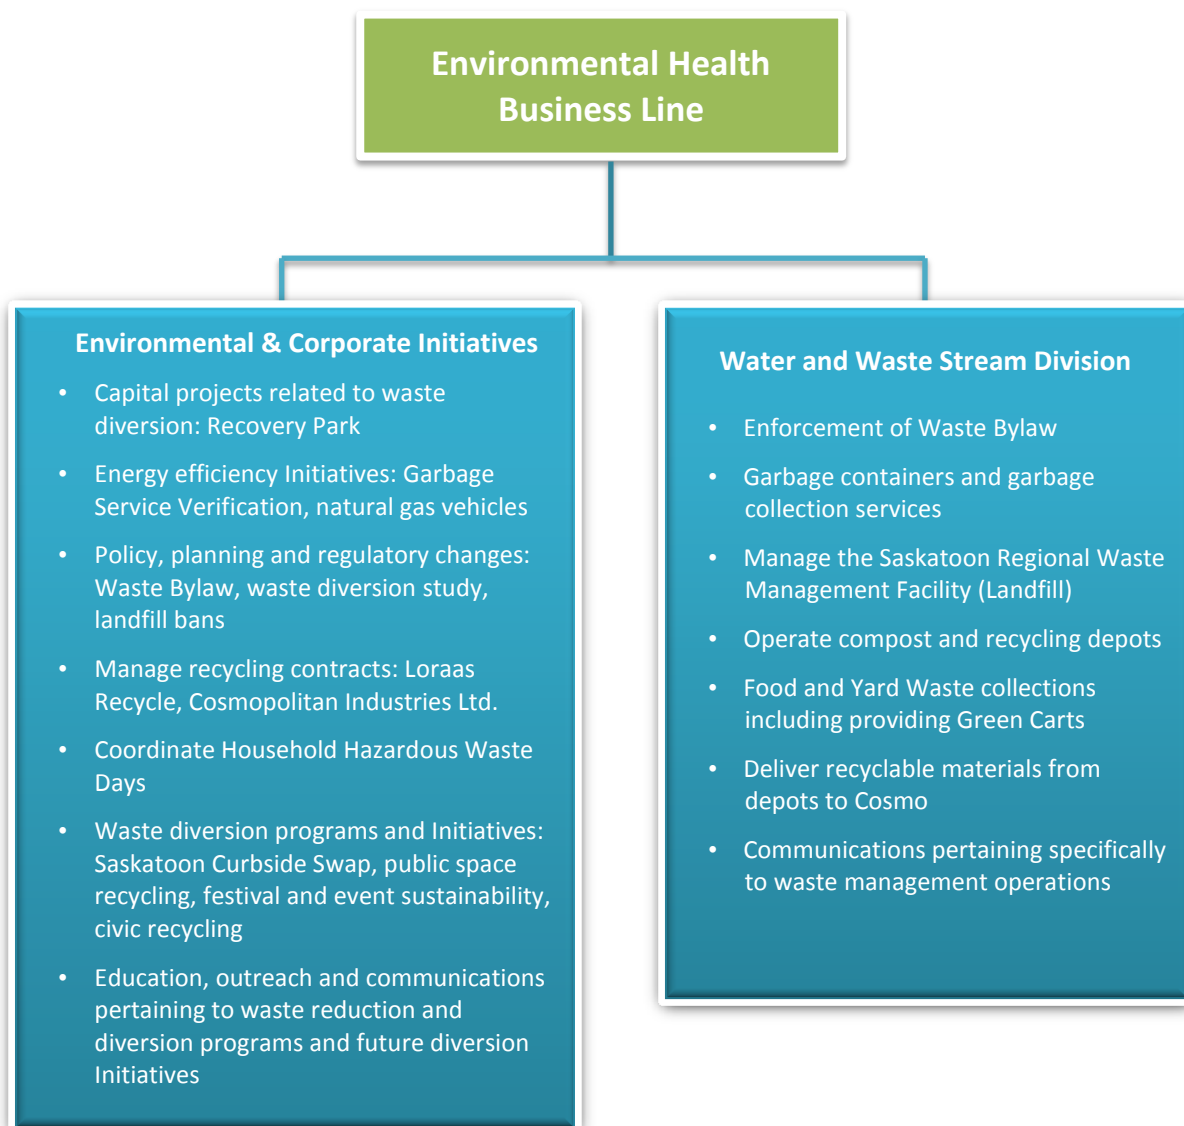 Environmental Health
Business Line
Environmental & Corporate Initiatives
• Capital projects related to waste
diversion: Recovery Park
• Energy efficiency Initiatives: Garbage
Service Verification, natural gas vehicles
• Policy, planning and regulatory changes:
Waste Bylaw, waste diversion study,
landfill bans
• Manage recycling contracts: Loraas
Recycle, Cosmopolitan Industries Ltd.
• Coordinate Household Hazardous Waste
Days
• Waste diversion programs and Initiatives:
Saskatoon Curbside Swap, public space
recycling, festival and event sustainability,
civic recycling
• Education, outreach and communications
pertaining to waste reduction and
diversion programs and future diversion
Initiatives
Water and Waste Stream Division
• Enforcement of Waste Bylaw
• Garbage containers and garbage
collection services
• Manage the Saskatoon Regional Waste
Management Facility (Landfill)
• Operate compost and recycling depots
• Food and Yard Waste collections
including providing Green Carts
• Deliver recyclable materials from
depots to Cosmo
• Communications pertaining specifically
to waste management operations